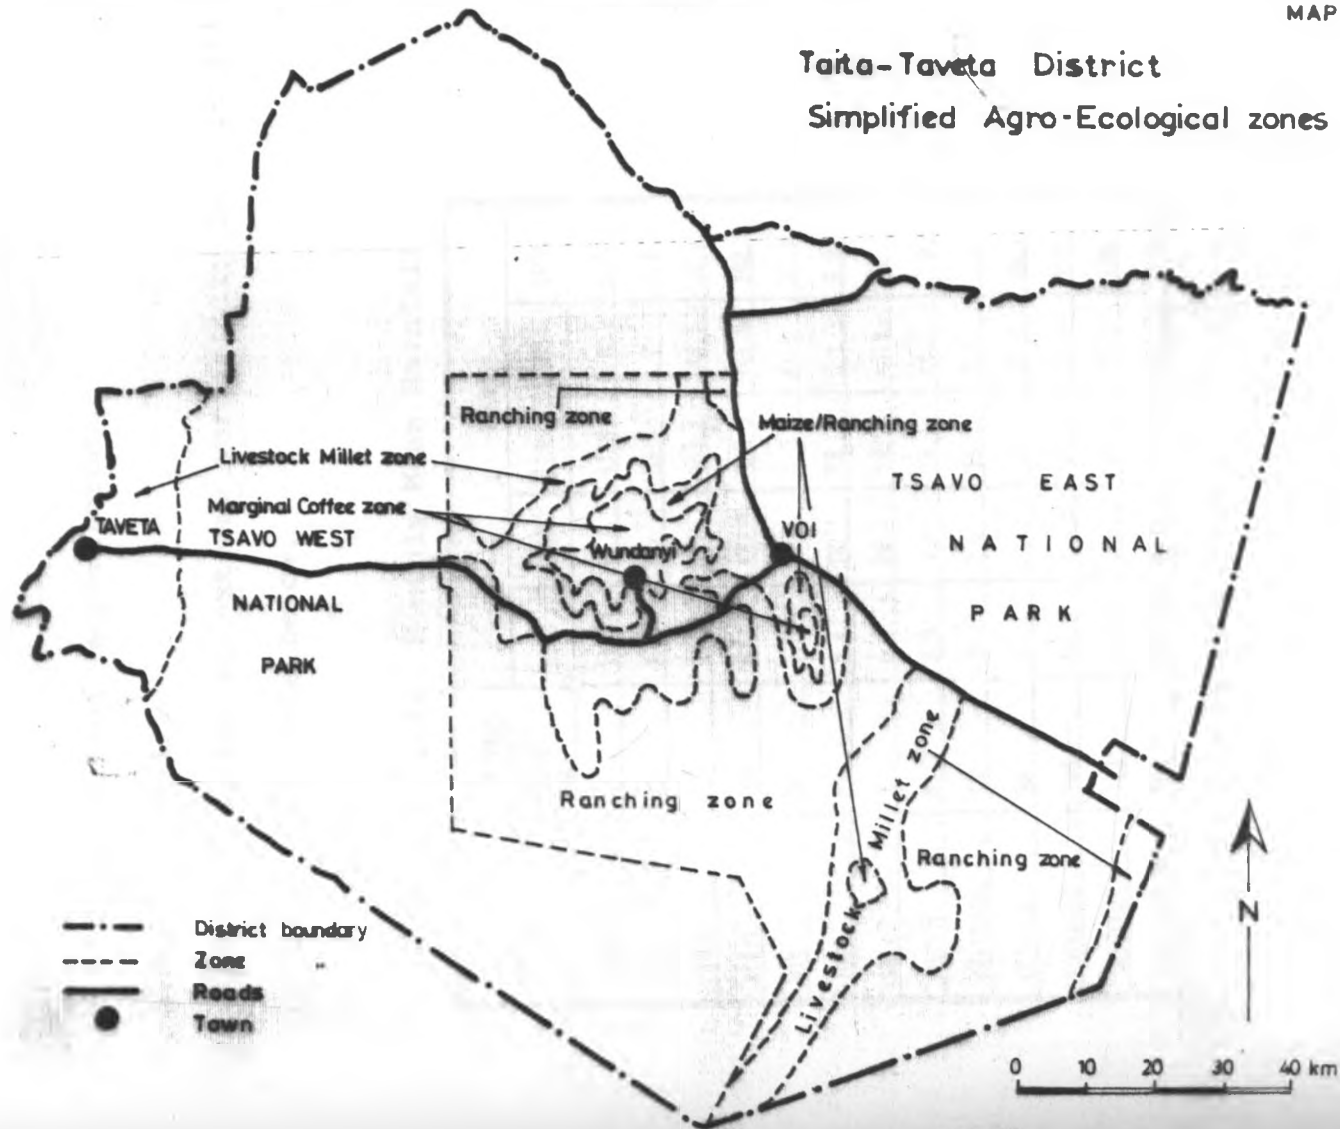 MAP
Taita-Taveta District
Simplified Agro-Ecological zones
Ranching zone
Maize/Ranching zone
Livestock Millet zone
TSAVO EAST
NATIONAL
PARK
Marginal Coffee zone
TAVETA
TSAVO WEST
NATIONAL
PARK
Wundanyi
VOI
Ranching zone
Livestock Millet zone
Ranching zone
District boundary
Zone
Roads
Town
N
0 10 20 30 40 km